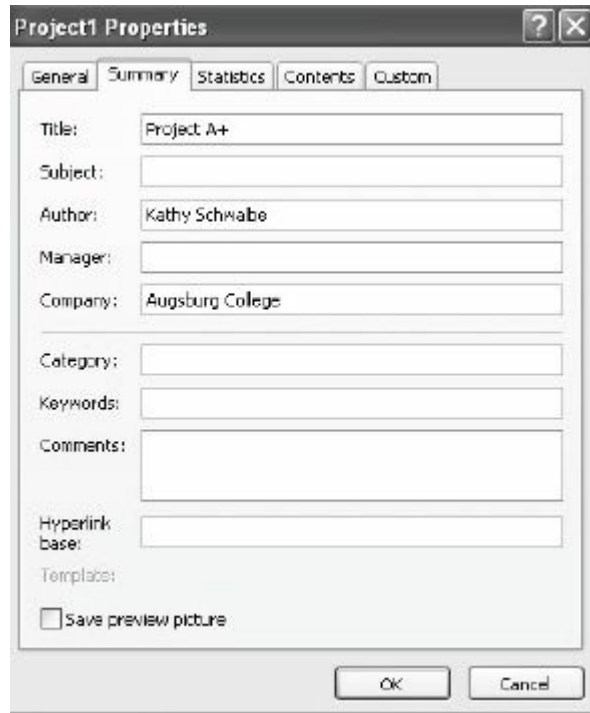 Project1 Properties
General Summary Statistics Contents Custom
Title: Project A+
Subject:
Author: Kathy Schwalbe
Manager:
Company: Augsburg College
Category:
Keywords:
Comments:
Hyperlink
base:
Template:
Save preview picture
OK Cancel